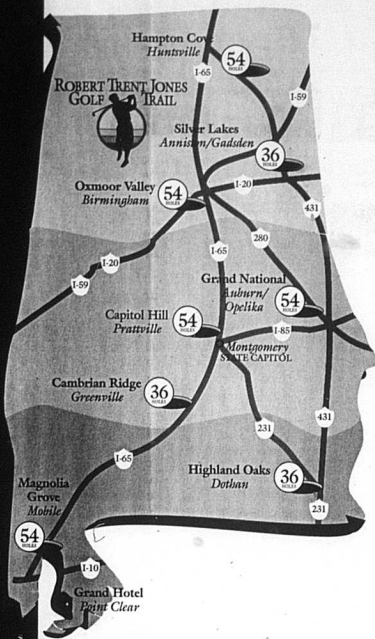 Hampton Cove
Huntsville
54
HOLES
I-65
I-59
ROBERT TRENT JONES
GOLF TRAIL
Silver Lakes
Anniston/Gadsden
36
HOLES
Oxmoor Valley
Birmingham
54
HOLES
I-20
431
I-65
280
I-20
I-59
Grand National
Auburn/
Opelika
54
HOLES
Capitol Hill
Prattville
54
HOLES
I-85
Montgomery
STATE CAPITOL
Cambrian Ridge
Greenville
36
HOLES
431
231
I-65
Highland Oaks
Dothan
36
HOLES
231
Magnolia
Grove
Mobile
54
HOLES
I-10
Grand Hotel
Point Clear